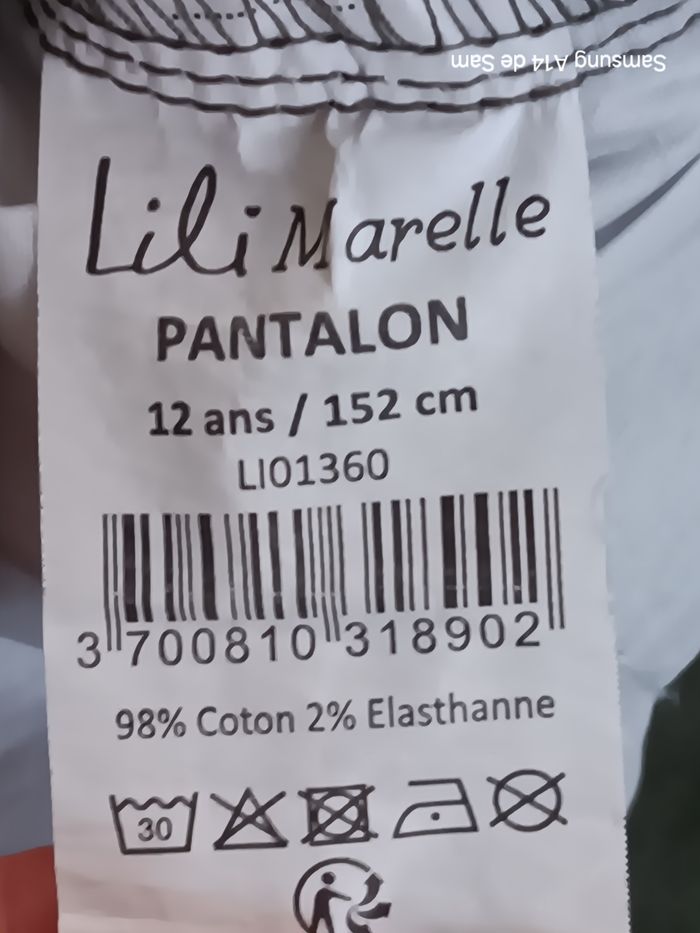 Samsung A14 de Sam
Lili Marelle
PANTALON
12 ans / 152 cm
LI01360
3 700810 318902
98% Coton 2% Elasthanne
30